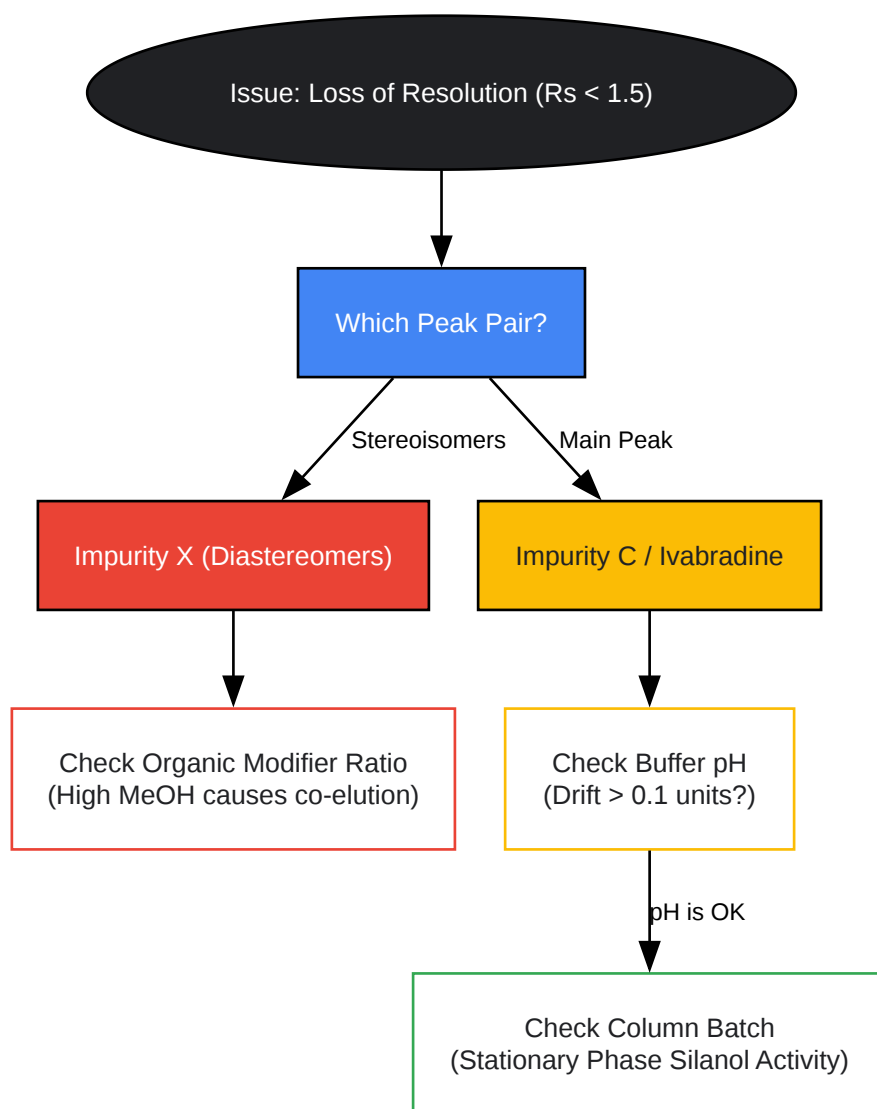 Issue: Loss of Resolution (Rs < 1.5)
Which Peak Pair?
Stereoisomers
Main Peak
Impurity X (Diastereomers)
Impurity C / Ivabradine
Check Organic Modifier Ratio
(High MeOH causes co-elution)
Check Buffer pH
(Drift > 0.1 units?)
pH is OK
Check Column Batch
(Stationary Phase Silanol Activity)